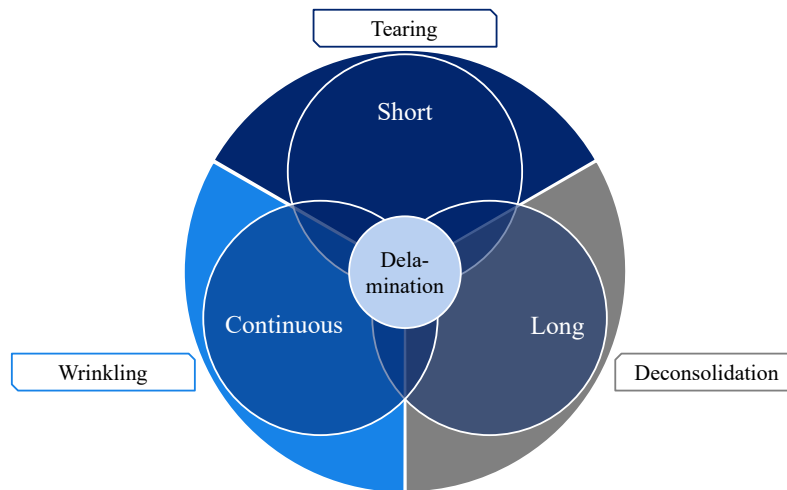 Tearing
Short
Dela-
mination
Continuous
Long
Wrinkling
Deconsolidation